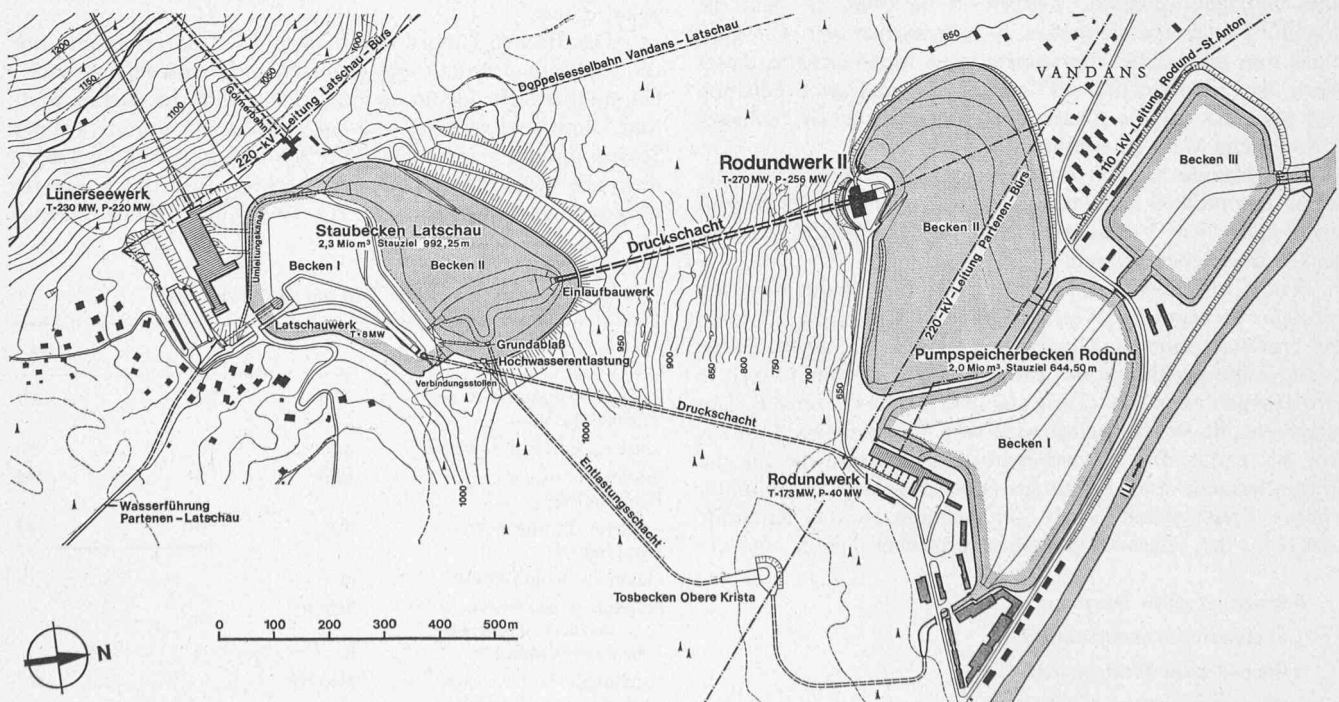 1200
1150
1100
1050
1000
Golmerbahn
220-kV-Leitung Latschau-Bürs
Doppelsesselbahn Vandans-Latschau
650
VANDANS
110-kV-Leitung Rodund-St.Anton
Becken III
Lünerseewerk
T-230 MW, P-220 MW
Umleitungskanal
Staubecken Latschau
2,3 Mio m³ Stauziel 992,25m
Becken I
Becken II
Rodundwerk II
T-270 MW, P-256 MW
Druckschacht
Becken II
220-kV-Leitung Partenen-Bürs
Einlaufbauwerk
Latschauwerk
T-8 MW
Grundablaß
Hochwasserentlastung
Verbindungsstollen
950
900
850
800
750
700
650
Pumpspeicherbecken Rodund
2,0 Mio m³, Stauziel 644,50 m
Becken I
Druckschacht
1000
1000
Entlastungsschacht
Rodundwerk I
T-173 MW, P-40 MW
ILL
Wasserführung
Partenen-Latschau
Tosbecken Obere Krista
N
0 100 200 300 400 500m